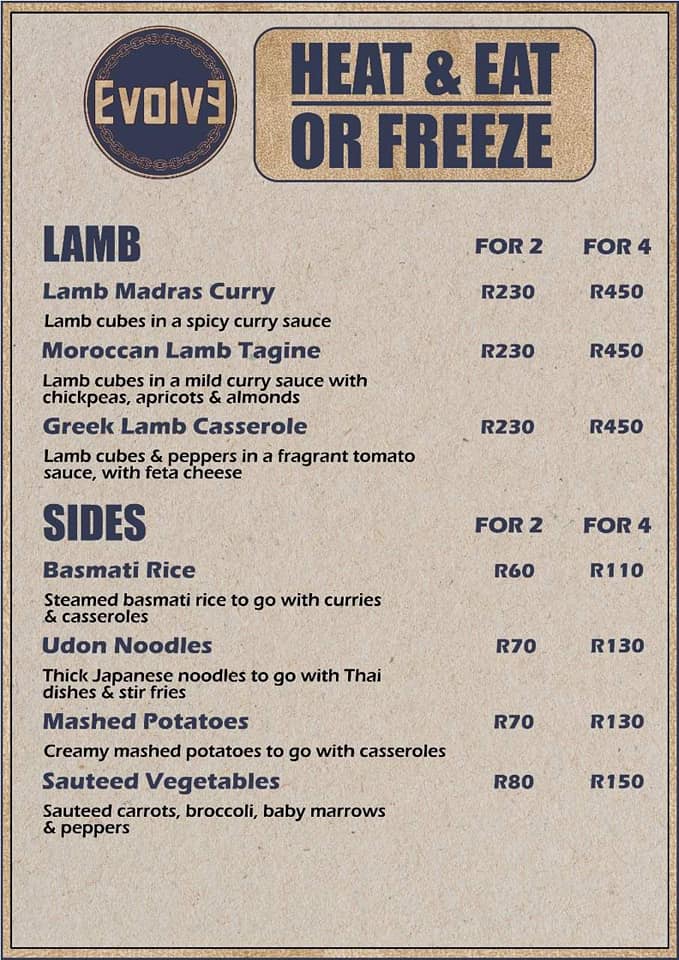 Evolve
HEAT & EAT
OR FREEZE
LAMB FOR 2 FOR 4
Lamb Madras Curry R230 R450
Lamb cubes in a spicy curry sauce
Moroccan Lamb Tagine R230 R450
Lamb cubes in a mild curry sauce with
chickpeas, apricots & almonds
Greek Lamb Casserole R230 R450
Lamb cubes & peppers in a fragrant tomato
sauce, with feta cheese
SIDES FOR 2 FOR 4
Basmati Rice R60 R110
Steamed basmati rice to go with curries
& casseroles
Udon Noodles R70 R130
Thick Japanese noodles to go with Thai
dishes & stir fries
Mashed Potatoes R70 R130
Creamy mashed potatoes to go with casseroles
Sauteed Vegetables R80 R150
Sauteed carrots, broccoli, baby marrows
& peppers